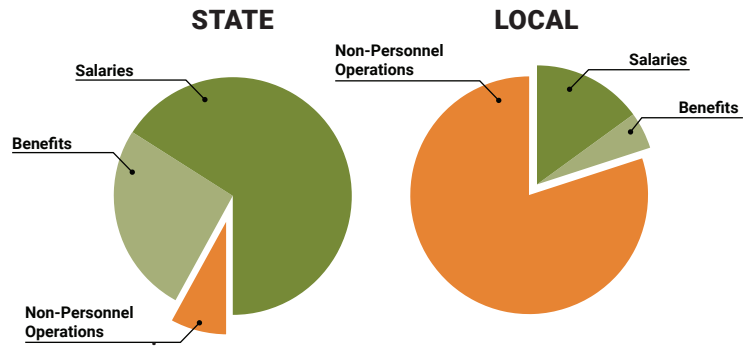 STATE
Salaries
Benefits
Non-Personnel
Operations
LOCAL
Non-Personnel
Operations
Salaries
Benefits